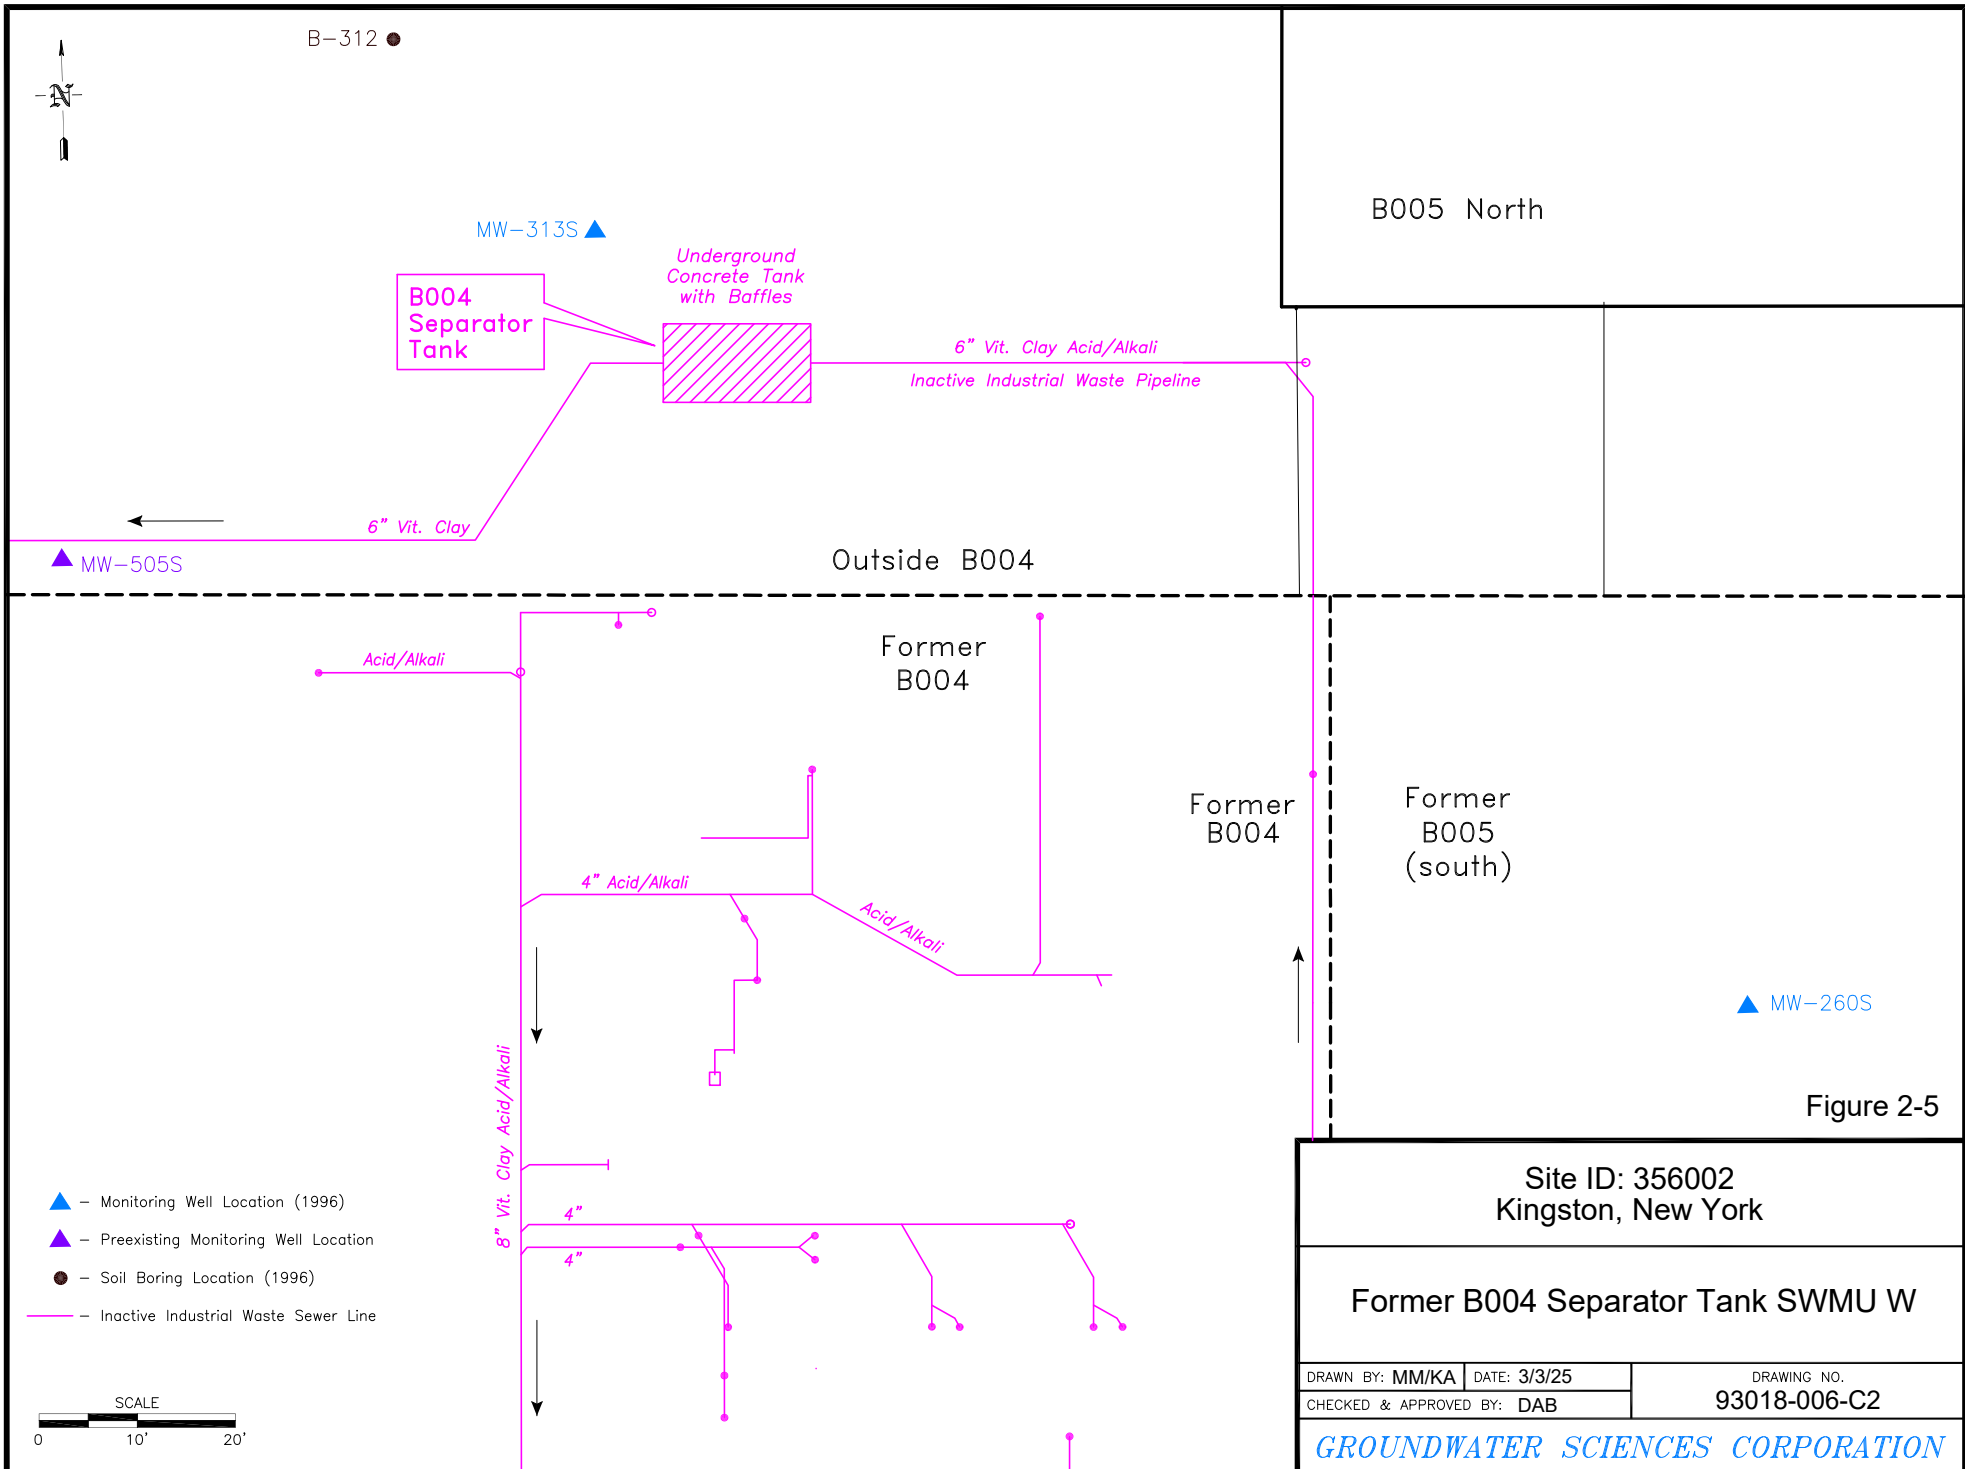 B-312
N
MW-313S
Underground
Concrete Tank
with Baffles
B004
Separator
Tank
6" Vit. Clay Acid/Alkali
Inactive Industrial Waste Pipeline
B005 North
6" Vit. Clay
MW-505S
Outside B004
Acid/Alkali
Former
B004
Former
B004
Former
B005
(south)
4" Acid/Alkali
Acid/Alkali
MW-260S
8" Vit. Clay Acid/Alkali
4"
4"
- Monitoring Well Location (1996)
- Preexisting Monitoring Well Location
- Soil Boring Location (1996)
- Inactive Industrial Waste Sewer Line
SCALE
0 10' 20'
Figure 2-5
Site ID: 356002
Kingston, New York
Former B004 Separator Tank SWMU W
DRAWN BY: MM/KA DATE: 3/3/25
CHECKED & APPROVED BY: DAB
DRAWING NO.
93018-006-C2
GROUNDWATER SCIENCES CORPORATION